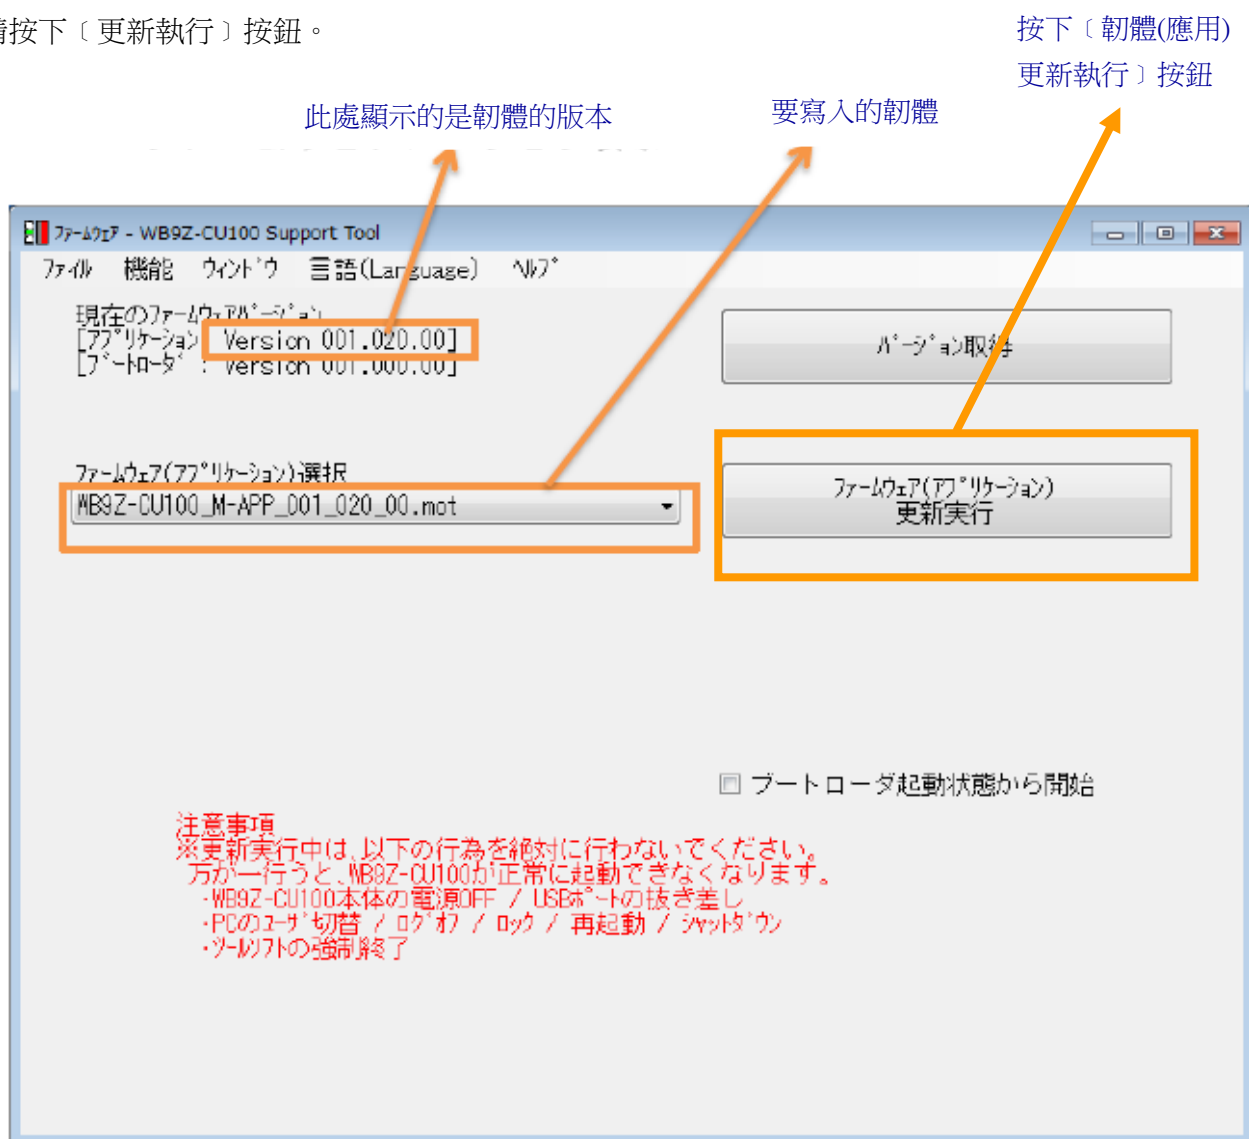 請按下﹝更新執行﹞按鈕。
按下﹝韌體(應用)
更新執行﹞按鈕
此處顯示的是韌體的版本
要寫入的韌體
ﾌｧｰﾑｳｪｱ - WB9Z-CU100 Support Tool
ﾌｧｲﾙ 機能 ｳｨﾝﾄﾞｳ 言語(Language) ﾍﾙﾌﾟ
現在のﾌｧｰﾑｳｪｱﾊﾞｰｼﾞｮﾝ
[ｱﾌﾟﾘｹｰｼｮﾝ Version 001.020.00]
[ﾌﾞｰﾄﾛｰﾀﾞ : Version 001.000.00]
ﾊﾞｰｼﾞｮﾝ取得
ﾌｧｰﾑｳｪｱ(ｱﾌﾟﾘｹｰｼｮﾝ)選択
WB9Z-CU100_M-APP_001_020_00.mot
ﾌｧｰﾑｳｪｱ(ｱﾌﾟﾘｹｰｼｮﾝ)
更新実行
ブートローダ起動状態から開始
注意事項
※更新実行中は、以下の行為を絶対に行わないでください。
万が一行うと、WB9Z-CU100が正常に起動できなくなります。
・WB9Z-CU100本体の電源OFF / USBﾎﾟｰﾄの抜き差し
・PCのﾕｰｻﾞ切替 / ﾛｸﾞｵﾌ / ﾛｯｸ / 再起動 / ｼｬｯﾄﾀﾞｳﾝ
・ﾂｰﾙｿﾌﾄの強制終了